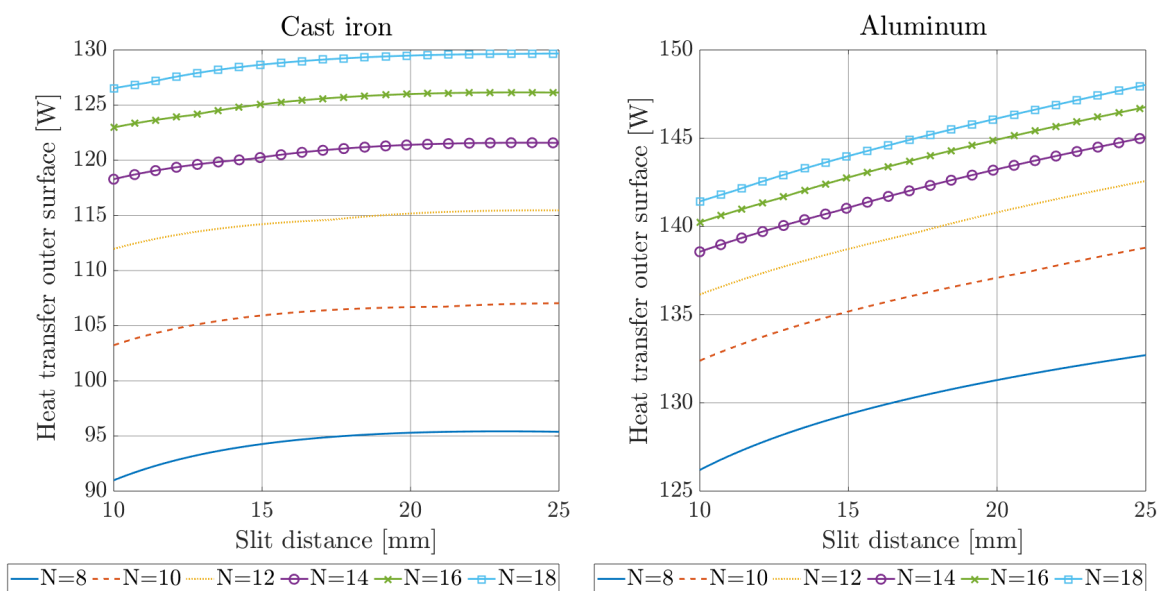 Cast iron
Heat transfer outer surface [W]
130
125
120
115
110
105
100
95
90
10 15 20 25
Slit distance [mm]
N=8 N=10 N=12 N=14 N=16 N=18
Aluminum
Heat transfer outer surface [W]
150
145
140
135
130
125
10 15 20 25
Slit distance [mm]
N=8 N=10 N=12 N=14 N=16 N=18